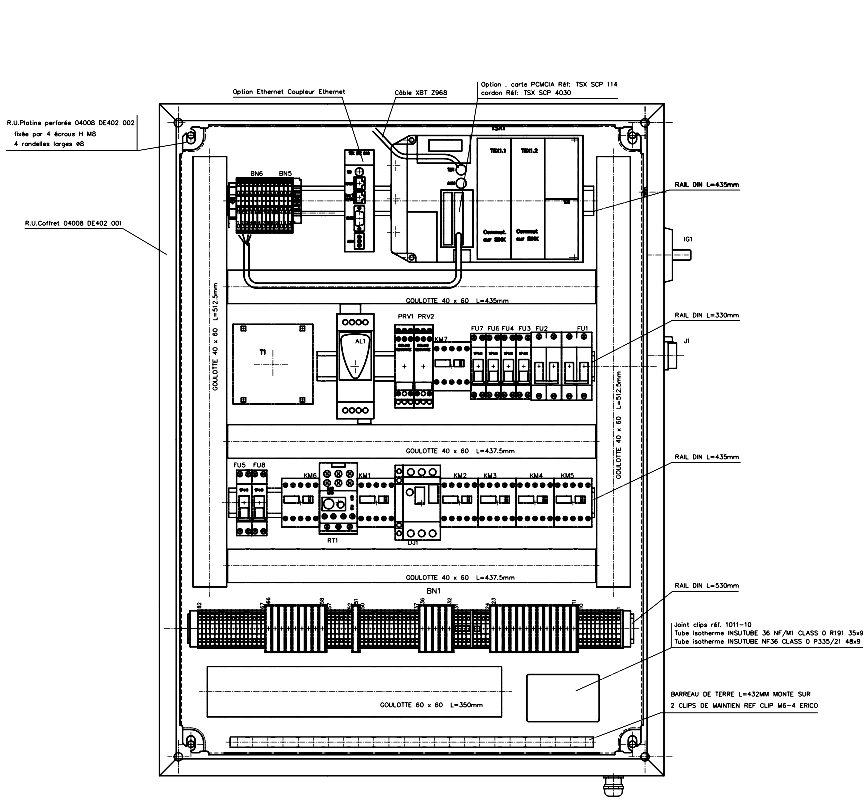 Option . carte PCMCIA Réf: TSX SCP 114
cordon Réf: TSX SCP 4030
Option Ethernet Coupleur Ethernet
Câble XBT Z968
R.U.Platine perforée 04008 DE402 002
fixée par 4 écrous H M8
4 rondelles larges ø8
TSX1.1 TSX1.2
BN6 BN5
RAIL DIN L=435mm
R.U.Coffret 04008 DE402 001
IG1
GOULOTTE 40 x 60 L=435mm
GOULOTTE 40 x 60 L=512.5mm
PRV1 PRV2
RAIL DIN L=330mm
FU7 FU6 FU4 FU3 FU2 FU1
AL1
KM7
J1
T1
GOULOTTE 40 x 60 L=512.5mm
GOULOTTE 40 x 60 L=437.5mm
RAIL DIN L=435mm
FU5 FU8
KM6 KM1 KM2 KM3 KM4 KM5
RT1
DJ1
GOULOTTE 40 x 60 L=437.5mm
RAIL DIN L=530mm
BN1
Joint clips réf. 1011-10
Tube isotherme INSUTUBE 36 NF/M1 CLASS O R191 35x9
Tube isotherme INSUTUBE NF36 CLASS O P335/21 48x9
BARREAU DE TERRE L=432MM MONTE SUR
GOULOTTE 60 x 60 L=350mm
2 CLIPS DE MAINTIEN REF CLIP M6-4 ERICO